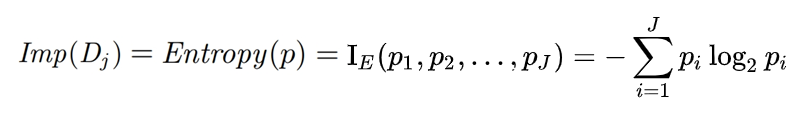 Imp(D_j) = Entropy(p) = I_E(p_1, p_2, ..., p_J) = - \sum_{i=1}^{J} p_i \log_2 p_i